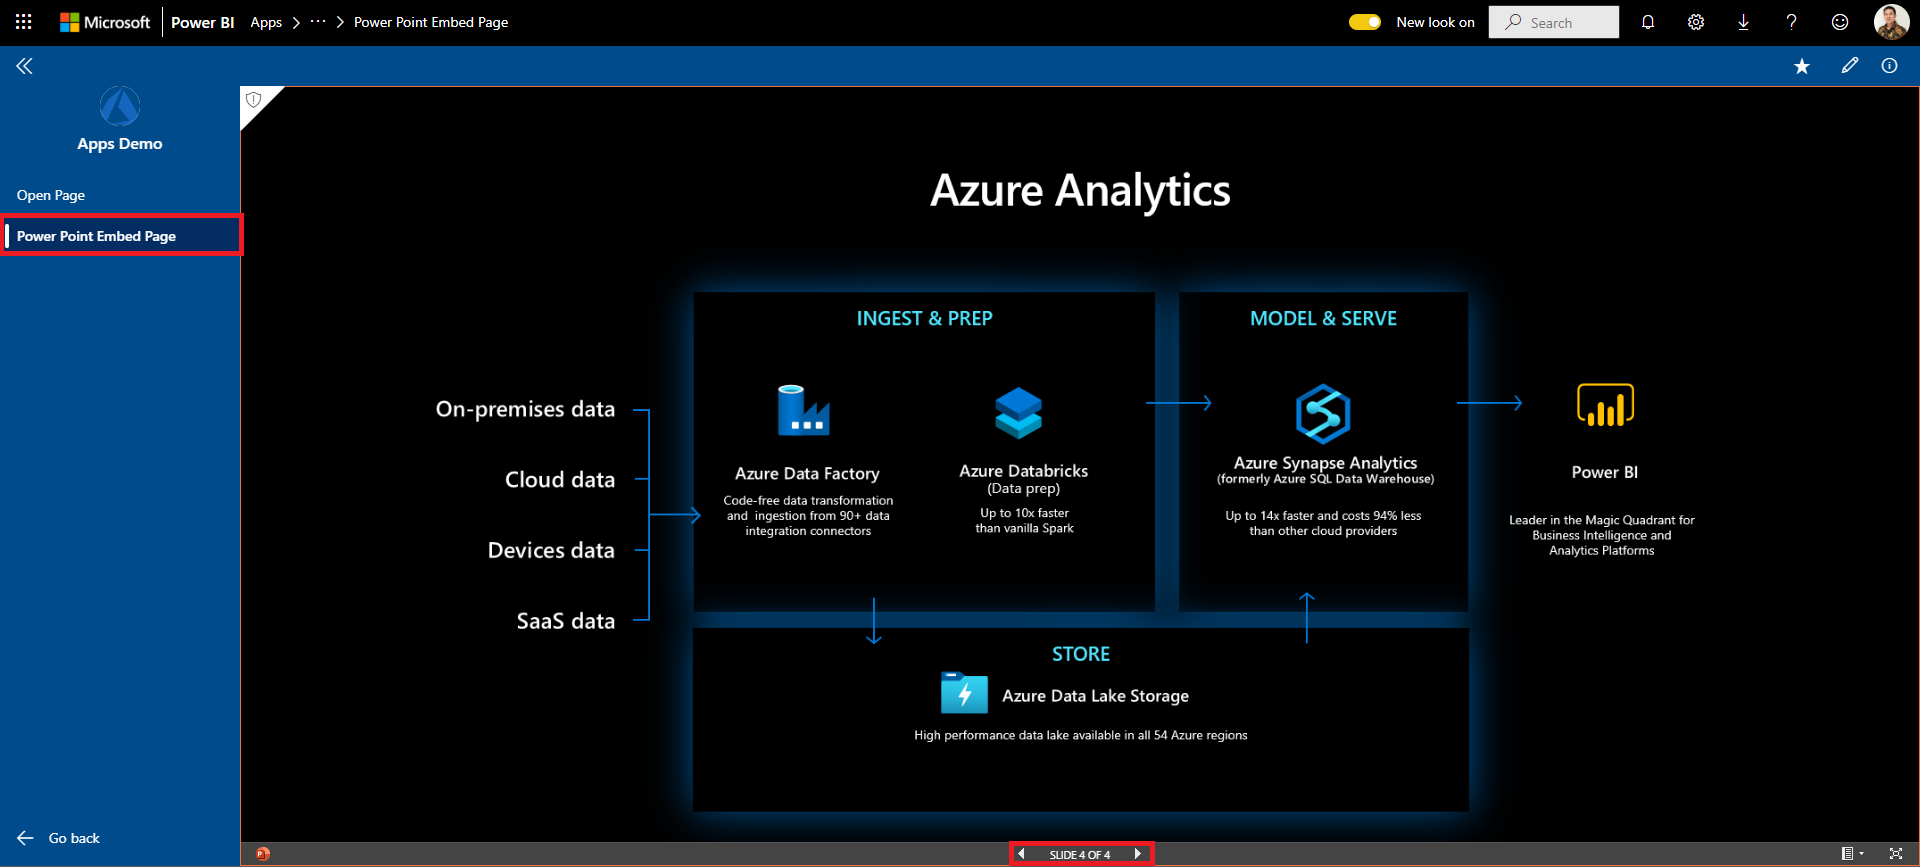 Microsoft Power BI Apps > ··· > Power Point Embed Page New look on Search
Apps Demo
Open Page
Power Point Embed Page
Go back
Azure Analytics
On-premises data
Cloud data
Devices data
SaaS data
INGEST & PREP
Azure Data Factory
Code-free data transformation
and ingestion from 90+ data
integration connectors
Azure Databricks
(Data prep)
Up to 10x faster
than vanilla Spark
MODEL & SERVE
Azure Synapse Analytics
(formerly Azure SQL Data Warehouse)
Up to 14x faster and costs 94% less
than other cloud providers
Power BI
Leader in the Magic Quadrant for
Business Intelligence and
Analytics Platforms
STORE
Azure Data Lake Storage
High performance data lake available in all 54 Azure regions
SLIDE 4 OF 4